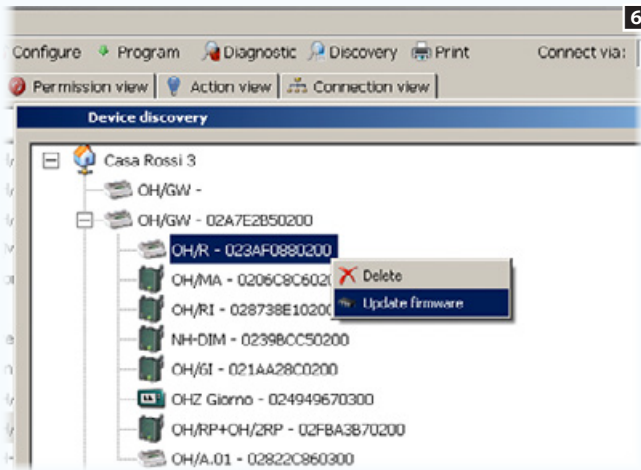 6
Configure Program Diagnostic Discovery Print Connect via:
Permission view Action view Connection view
Device discovery
Casa Rossi 3
OH/GW -
OH/GW - 02A7E2B50200
OH/R - 023AF0880200
Delete
OH/MA - 0206C8C6020
Update firmware
OH/RI - 028738E10200
NH-DIM - 0239BCC50200
OH/6I - 021AA28C0200
OHZ Giorno - 024949670300
OH/RP+OH/2RP - 02FBA3B70200
OH/A.01 - 02822C860300